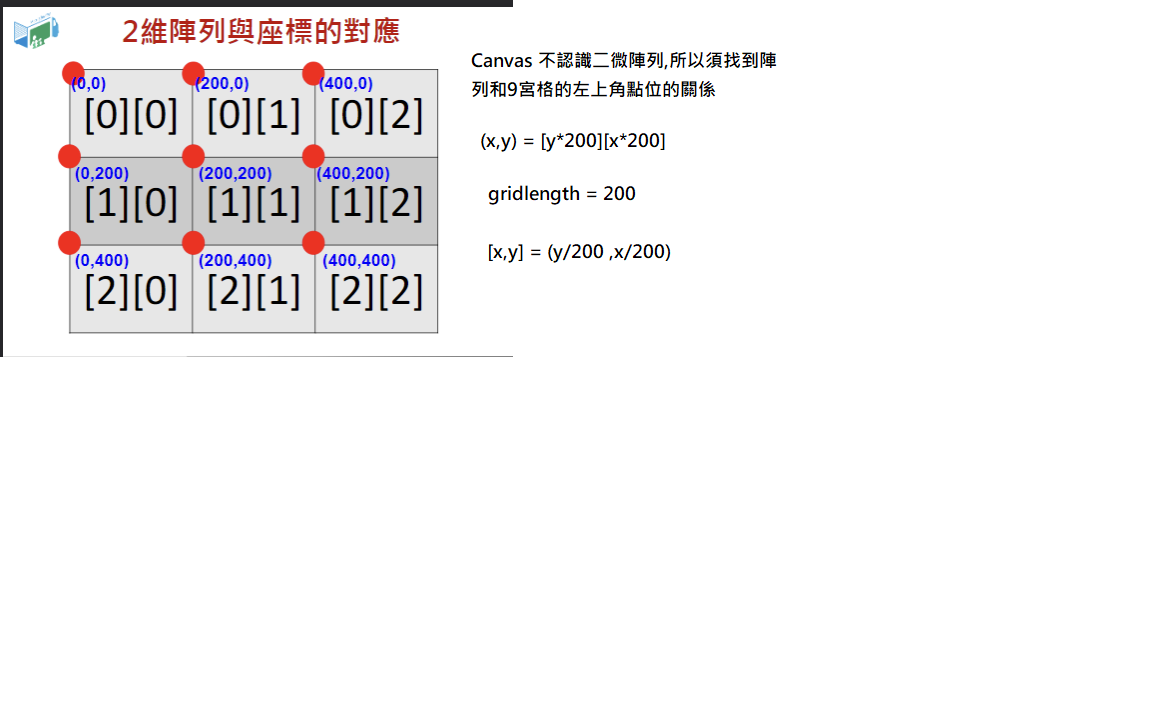 2維陣列與座標的對應
(0,0) (200,0) (400,0)
[0][0] [0][1] [0][2]
(0,200) (200,200) (400,200)
[1][0] [1][1] [1][2]
(0,400) (200,400) (400,400)
[2][0] [2][1] [2][2]
Canvas 不認識二微陣列,所以須找到陣
列和9宮格的左上角點位的關係
(x,y) = [y*200][x*200]
gridlength = 200
[x,y] = (y/200 ,x/200)